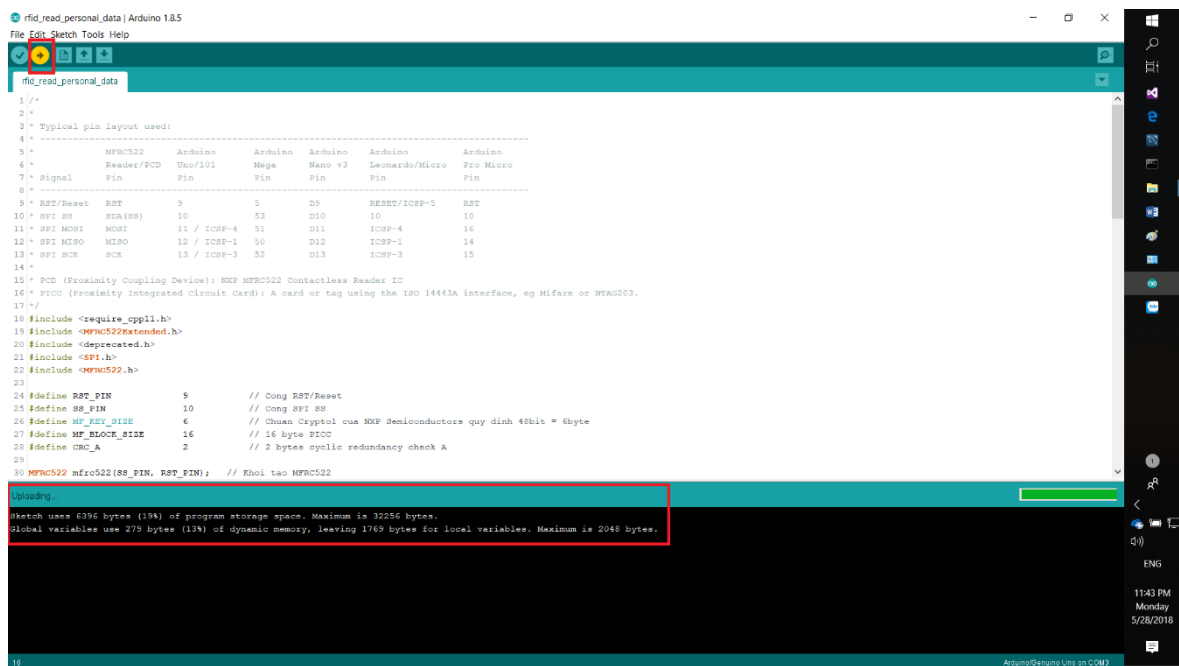 rfid_read_personal_data | Arduino 1.8.5
File Edit Sketch Tools Help
rfid_read_personal_data
1 /*
2 *
3 * Typical pin layout used:
4 * -----------------------------------------------------------------------------------------
5 * MFRC522 Arduino Arduino Arduino Arduino Arduino
6 * Reader/PCD Uno/101 Mega Nano v3 Leonardo/Micro Pro Micro
7 * Signal Pin Pin Pin Pin Pin Pin
8 * -----------------------------------------------------------------------------------------
9 * RST/Reset RST 9 5 D9 RESET/ICSP-5 RST
10 * SPI SS SDA(SS) 10 53 D10 10 10
11 * SPI MOSI MOSI 11 / ICSP-4 51 D11 ICSP-4 16
12 * SPI MISO MISO 12 / ICSP-1 50 D12 ICSP-1 14
13 * SPI SCK SCK 13 / ICSP-3 52 D13 ICSP-3 15
14 *
15 * PCD (Proximity Coupling Device): NXP MFRC522 Contactless Reader IC
16 * PICC (Proximity Integrated Circuit Card): A card or tag using the ISO 14443A interface, eg Mifare or NTAG203.
17 */
18 #include <require_cpp11.h>
19 #include <MFRC522Extended.h>
20 #include <deprecated.h>
21 #include <SPI.h>
22 #include <MFRC522.h>
23
24 #define RST_PIN 9 // Cong RST/Reset
25 #define SS_PIN 10 // Cong SPI SS
26 #define MF_KEY_SIZE 6 // Chuan Crypto1 cua NXP Semiconductors quy dinh 48bit = 6byte
27 #define MF_BLOCK_SIZE 16 // 16 byte PICC
28 #define CRC_A 2 // 2 bytes cyclic redundancy check A
29
30 MFRC522 mfrc522(SS_PIN, RST_PIN); // Khoi tao MFRC522
Uploading...
Sketch uses 6396 bytes (19%) of program storage space. Maximum is 32256 bytes.
Global variables use 279 bytes (13%) of dynamic memory, leaving 1769 bytes for local variables. Maximum is 2048 bytes.
16
Arduino/Genuino Uno on COM3
ENG
11:43 PM
Monday
5/28/2018